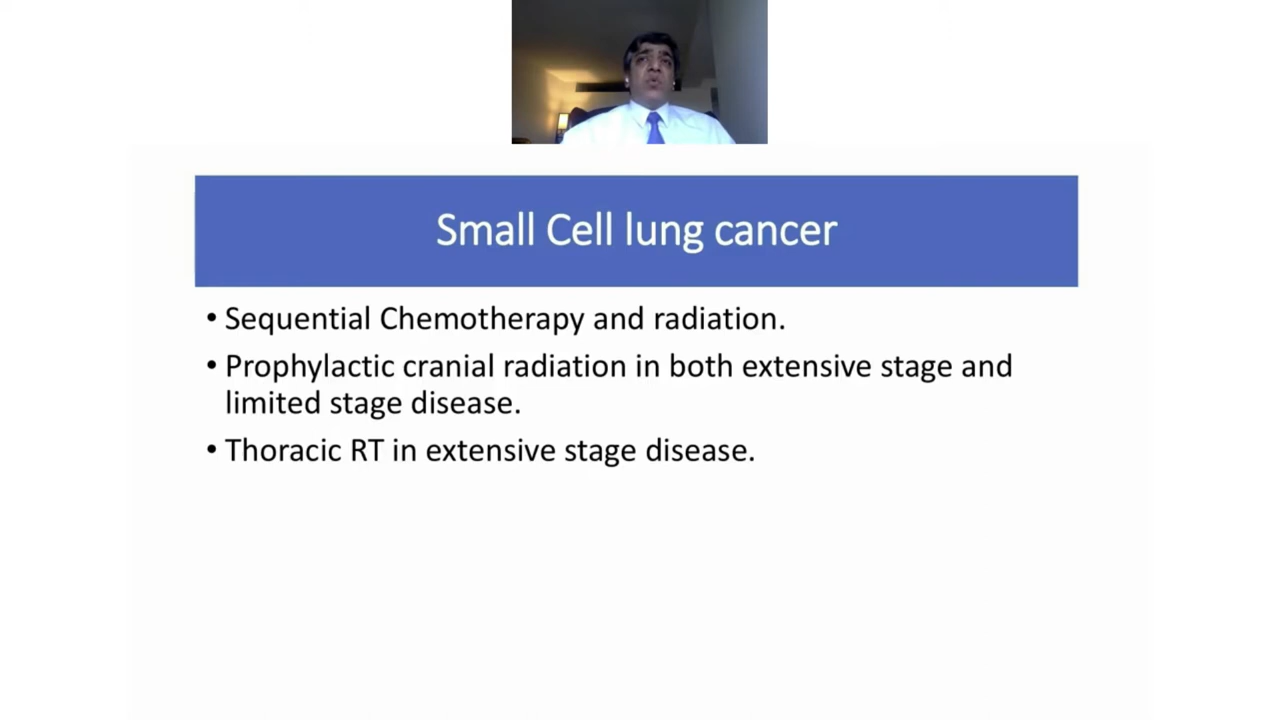 Small Cell lung cancer
• Sequential Chemotherapy and radiation.
• Prophylactic cranial radiation in both extensive stage and
limited stage disease.
• Thoracic RT in extensive stage disease.